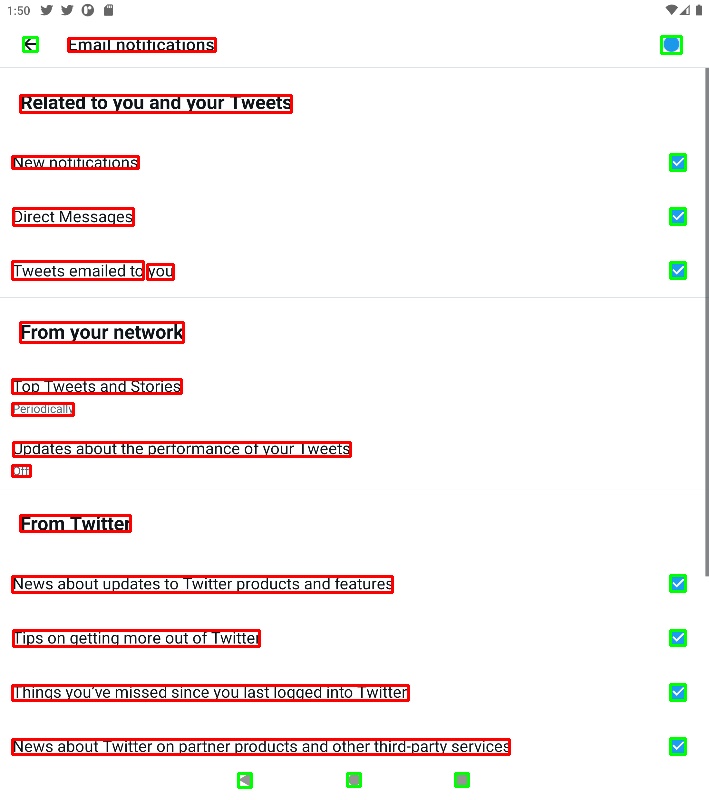 1:50
Email notifications
Related to you and your Tweets
New notifications
Direct Messages
Tweets emailed to you
From your network
Top Tweets and Stories
Periodically
Updates about the performance of your Tweets
Off
From Twitter
News about updates to Twitter products and features
Tips on getting more out of Twitter
Things you've missed since you last logged into Twitter
News about Twitter on partner products and other third-party services